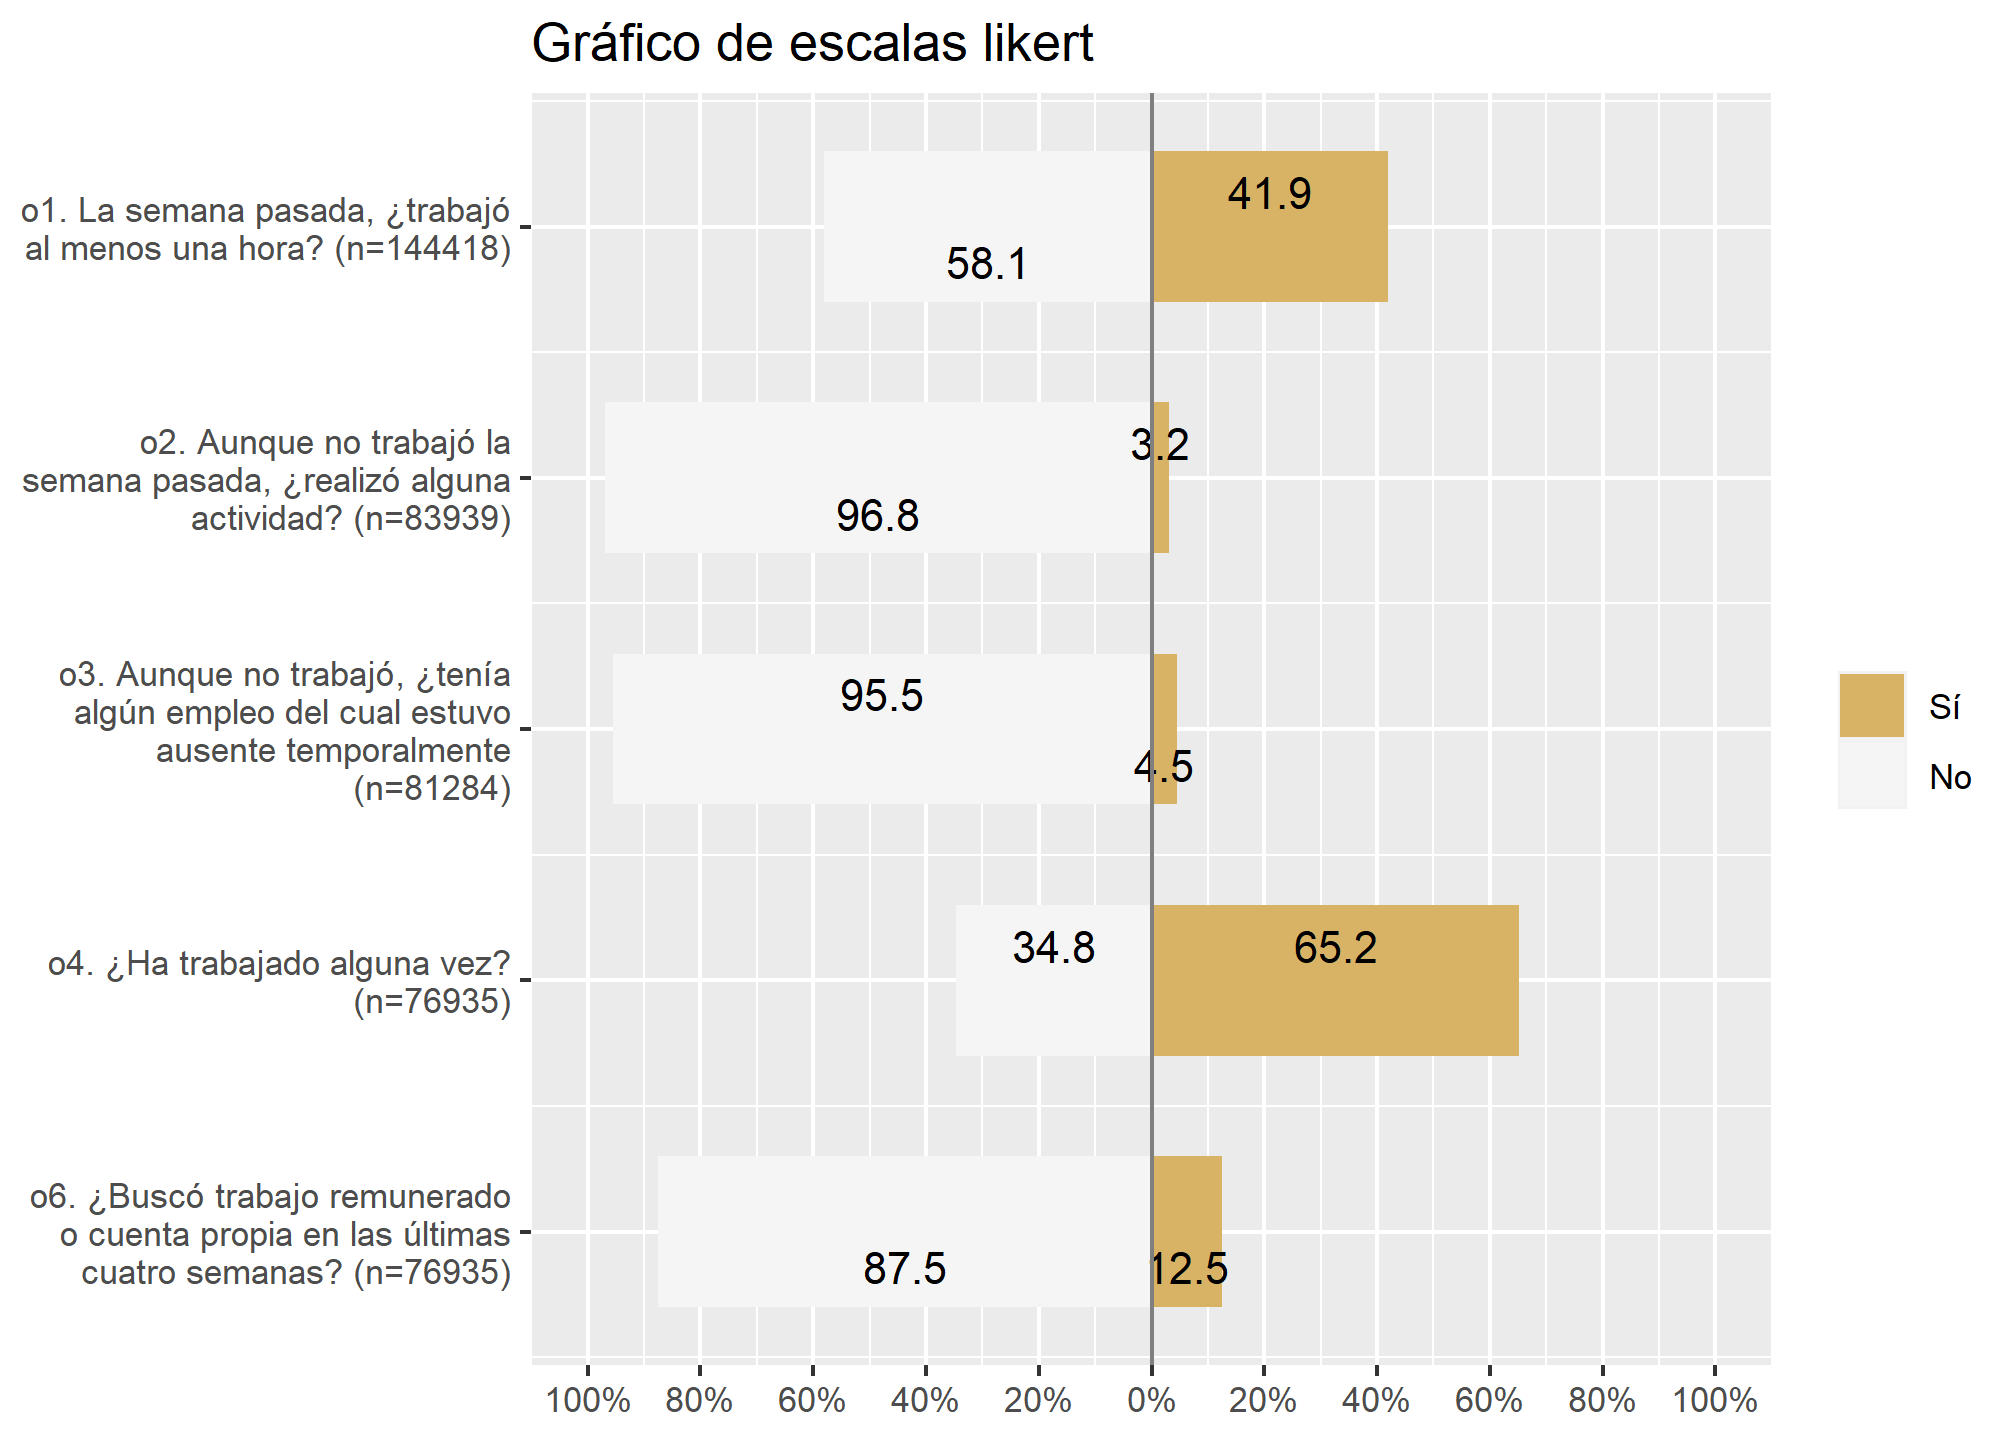 Gráfico de escalas likert
o1. La semana pasada, ¿trabajó
al menos una hora? (n=144418)
58.1
41.9
o2. Aunque no trabajó la
semana pasada, ¿realizó alguna
actividad? (n=83939)
96.8
3.2
o3. Aunque no trabajó, ¿tenía
algún empleo del cual estuvo
ausente temporalmente
(n=81284)
95.5
4.5
o4. ¿Ha trabajado alguna vez?
(n=76935)
34.8
65.2
o6. ¿Buscó trabajo remunerado
o cuenta propia en las últimas
cuatro semanas? (n=76935)
87.5
12.5
100% 80% 60% 40% 20% 0% 20% 40% 60% 80% 100%
Sí
No